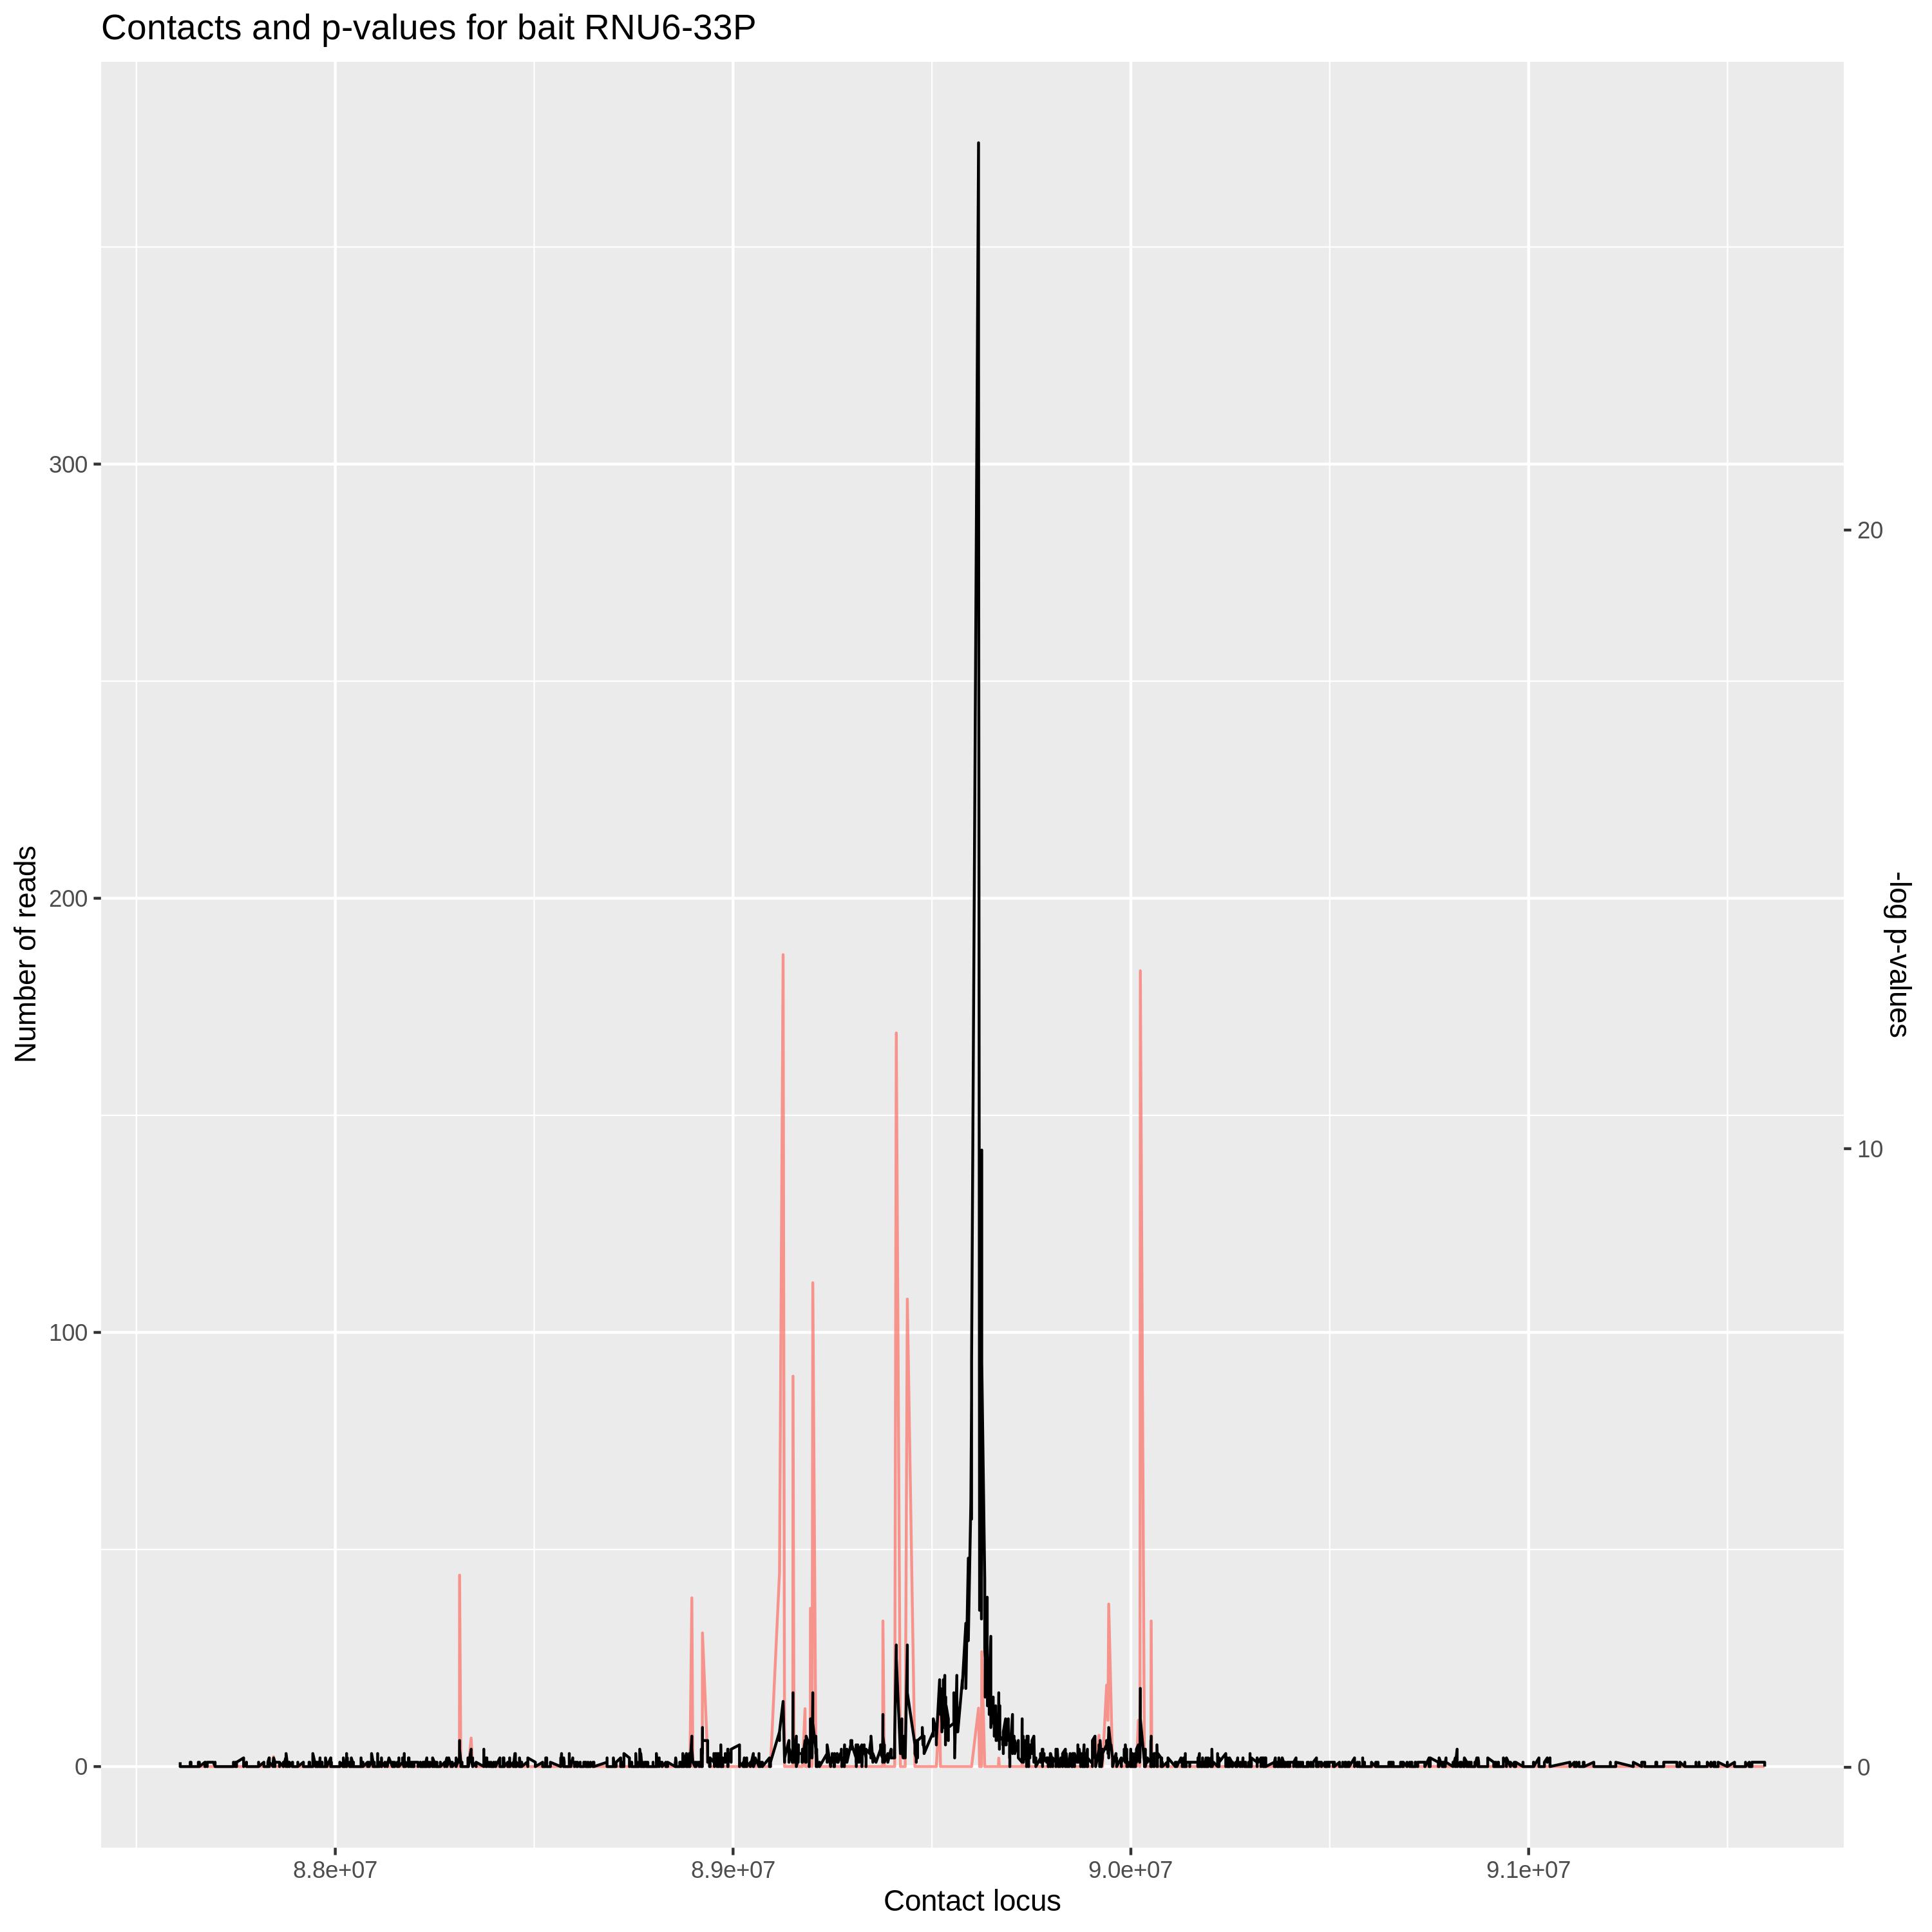 Contacts and p-values for bait RNU6-33P
Number of reads
300
200
100
0
20
10
0
-log p-values
8.8e+07
8.9e+07
9.0e+07
9.1e+07
Contact locus